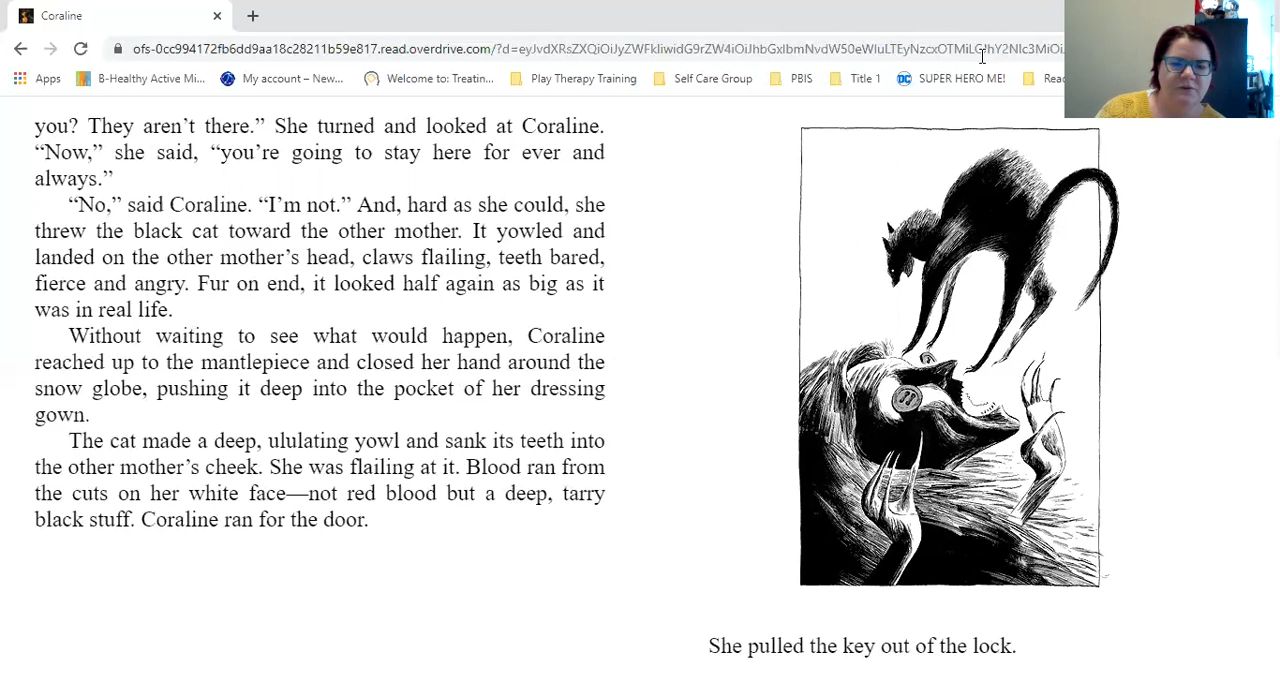 Coraline
ofs-0cc994172fb6dd9aa18c28211b59e817.read.overdrive.com/?d=
Apps
B-Healthy Active Mi...
My account – New...
Welcome to: Treatin...
Play Therapy Training
Self Care Group
PBIS
Title 1
DC SUPER HERO ME!
you? They aren’t there.” She turned and looked at Coraline.
“Now,” she said, “you’re going to stay here for ever and
always.”
“No,” said Coraline. “I’m not.” And, hard as she could, she
threw the black cat toward the other mother. It yowled and
landed on the other mother’s head, claws flailing, teeth bared,
fierce and angry. Fur on end, it looked half again as big as it
was in real life.
Without waiting to see what would happen, Coraline
reached up to the mantlepiece and closed her hand around the
snow globe, pushing it deep into the pocket of her dressing
gown.
The cat made a deep, ululating yowl and sank its teeth into
the other mother’s cheek. She was flailing at it. Blood ran from
the cuts on her white face—not red blood but a deep, tarry
black stuff. Coraline ran for the door.
She pulled the key out of the lock.